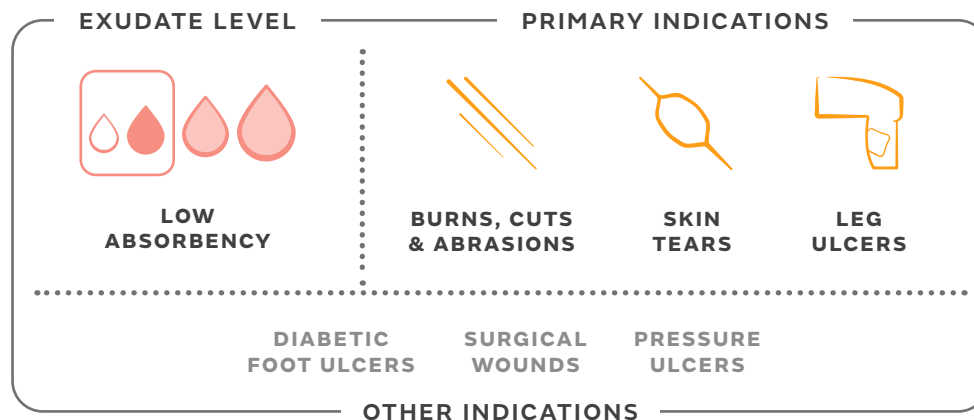 EXUDATE LEVEL
PRIMARY INDICATIONS
LOW
ABSORBENCY
BURNS, CUTS
& ABRASIONS
SKIN
TEARS
LEG
ULCERS
DIABETIC
FOOT ULCERS
SURGICAL
WOUNDS
PRESSURE
ULCERS
OTHER INDICATIONS